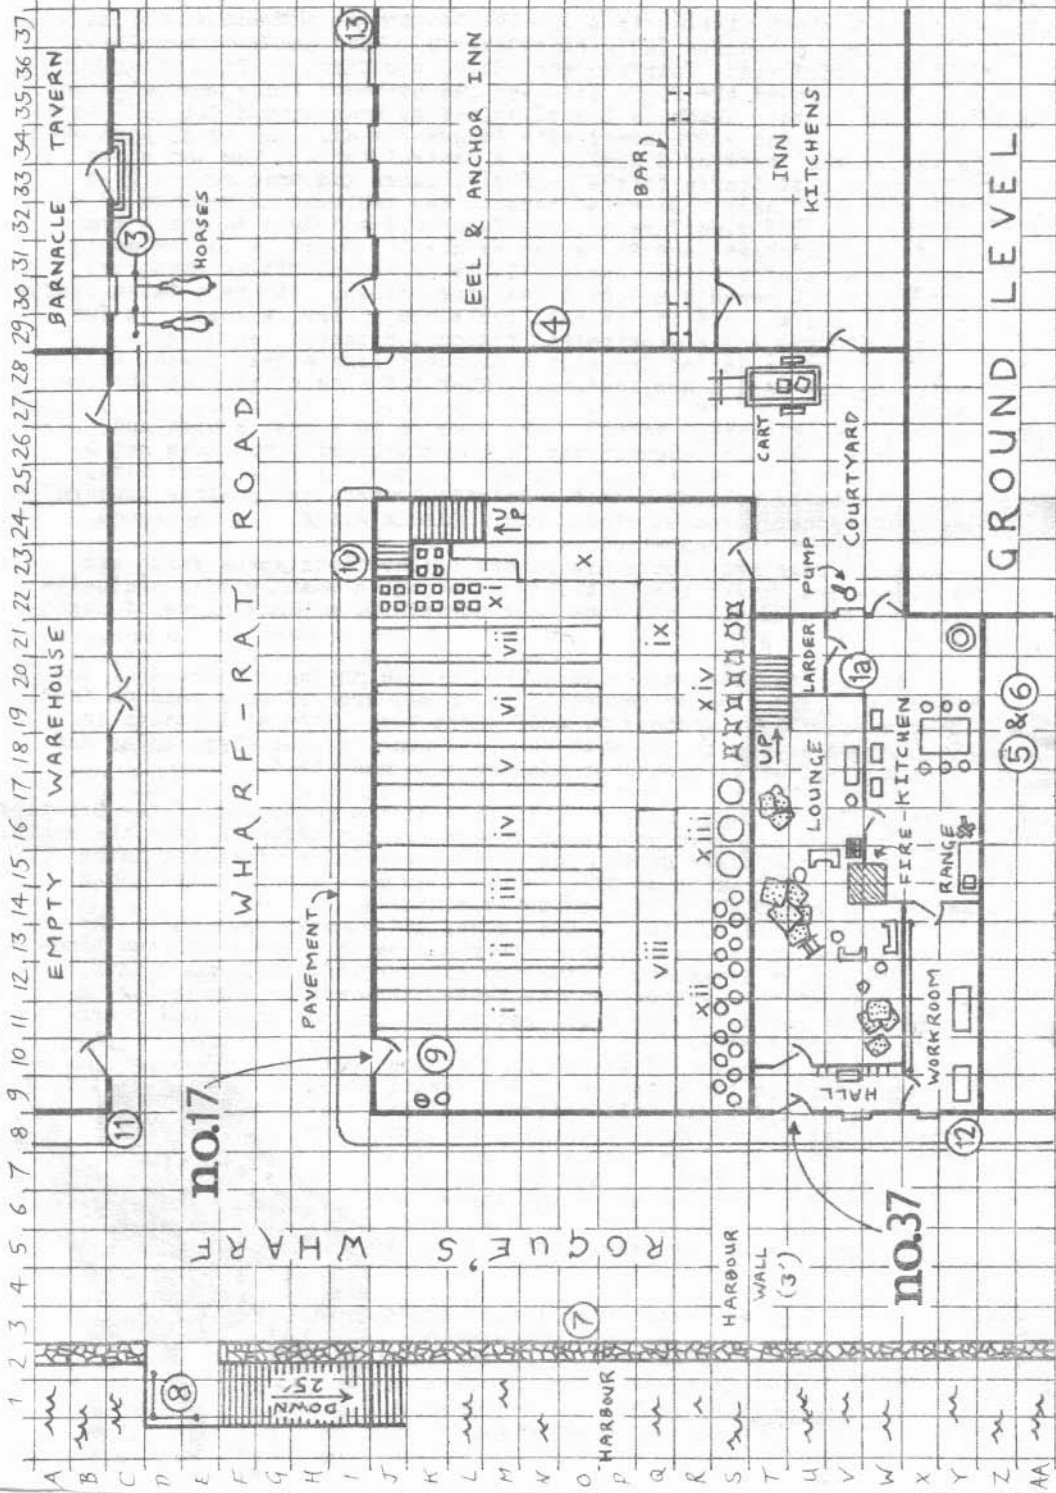 1 2 3 4 5 6 7 8 9 10 11 12 13 14 15 16 17 18 19 20 21 22 23 24 25 26 27 28 29 30 31 32 33 34 35 36 37
A
B
C
D
E
F
G
H
I
J
K
L
M
N
O
P
Q
R
S
T
U
V
W
X
Y
Z
AA
EMPTY WAREHOUSE
BARNACLE TAVERN
11
3
HORSES
8
DOWN
25'
no.17
WHARF-RAT ROAD
PAVEMENT
10
13
ROGUE'S WHARF
9
i
ii
iii
iv
v
vi
vii
xi
UP
x
viii
ix
xii
xiii
xiv
EEL & ANCHOR INN
4
BAR
INN
KITCHENS
7
HARBOUR
HARBOUR
WALL
(3')
no.37
HALL
LOUNGE
UP
LARDER
PUMP
CART
COURTYARD
1a
WORKROOM
FIRE-KITCHEN
RANGE
12
5 & 6
GROUND LEVEL